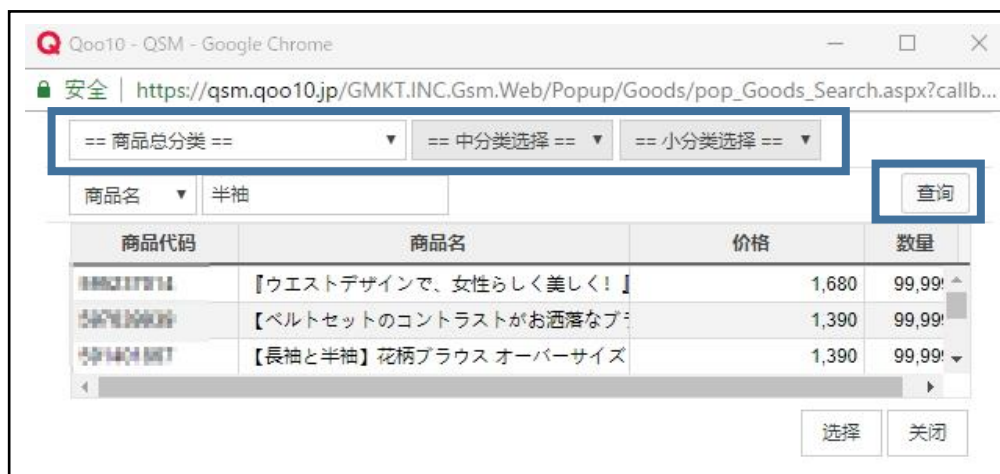 Qoo10 - QSM - Google Chrome
安全 | https://qsm.qoo10.jp/GMKT.INC.Gsm.Web/Popup/Goods/pop_Goods_Search.aspx?callb...
== 商品总分类 == == 中分类选择 == == 小分类选择 ==
商品名 半袖 查询
商品代码 商品名 价格 数量
『ウエストデザインで、女性らしく美しく!』 1,680 99,99
【ベルトセットのコントラストがお洒落なブ 1,390 99,99
【長袖と半袖】花柄ブラウス オーバーサイズ 1,390 99,99
选择 关闭